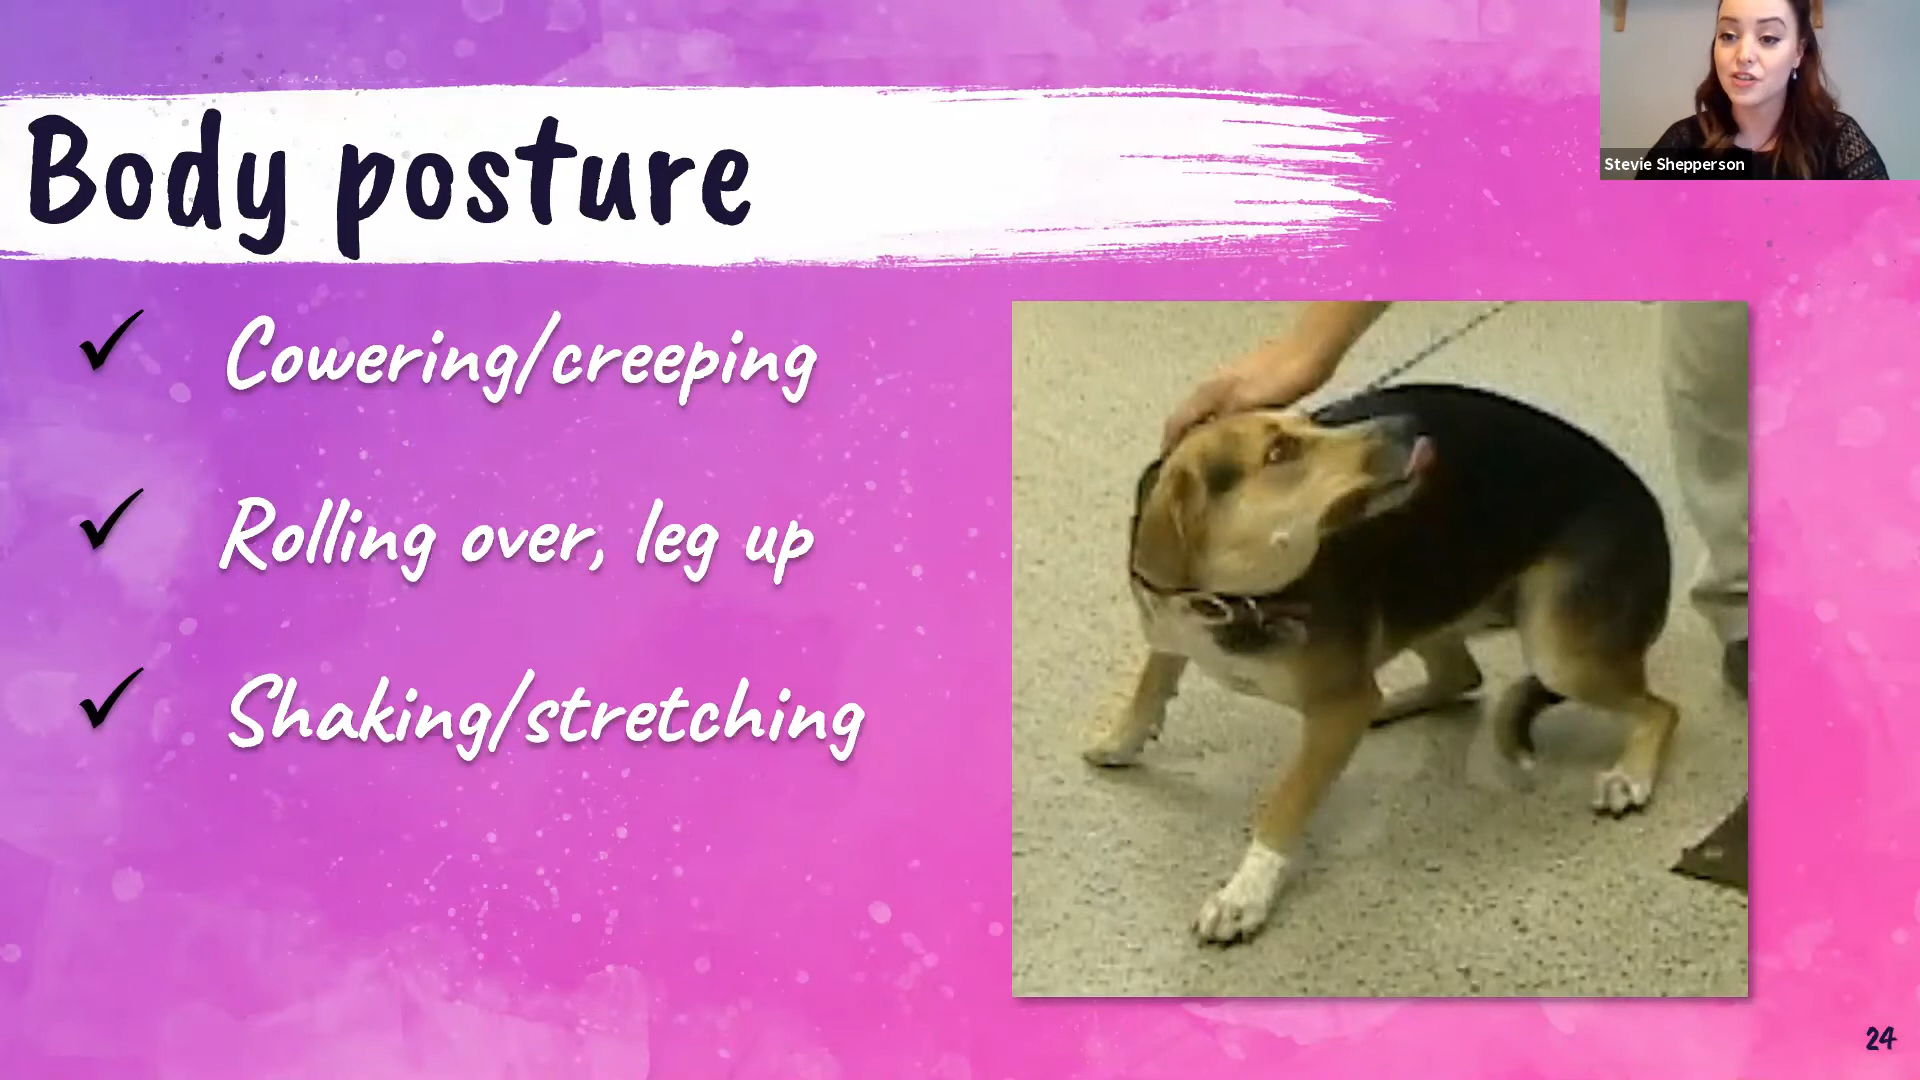 Body posture
Stevie Shepperson
Cowering/creeping
Rolling over, leg up
Shaking/stretching
24